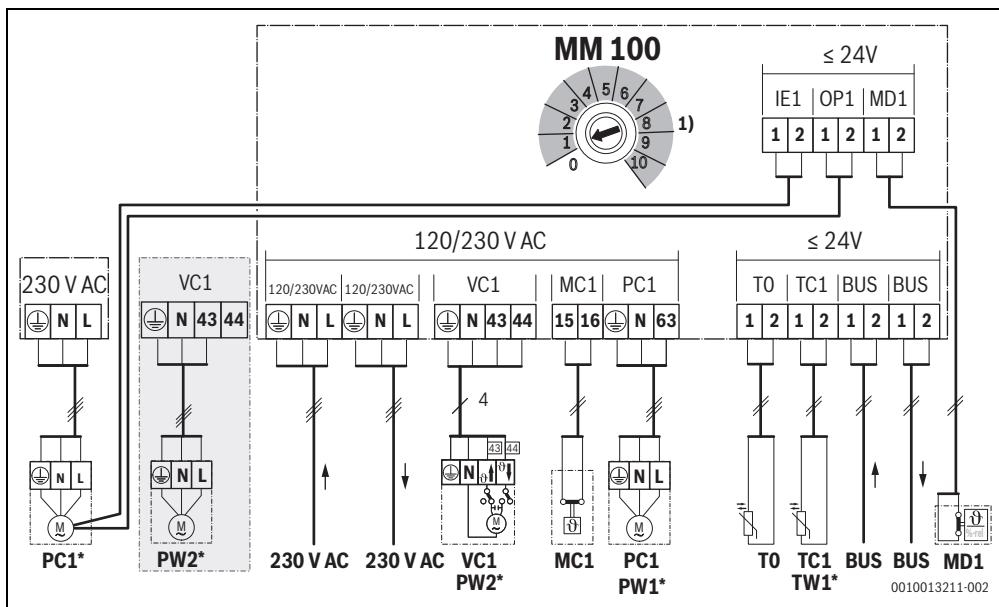 MM 100
0 1 2 3 4 5 6 7 8 9 10
1)
≤ 24V
IE1 OP1 MD1
1 2 1 2 1 2
120/230 V AC
≤ 24V
230 V AC
VC1
120/230VAC 120/230VAC
VC1
MC1
PC1
T0 TC1 BUS BUS
N L
N 43 44
N L
N L
N 43 44
15 16
N 63
1 2 1 2 1 2 1 2
4
43 44
N L
N L
N
ϑ ϑ
N L
M ~
M ~
M ~
ϑ
M ~
ϑ
%-rel
PC1*
PW2*
230 V AC
230 V AC
VC1
PW2*
MC1
PC1
PW1*
T0
TC1
TW1*
BUS
BUS
MD1
0010013211-002